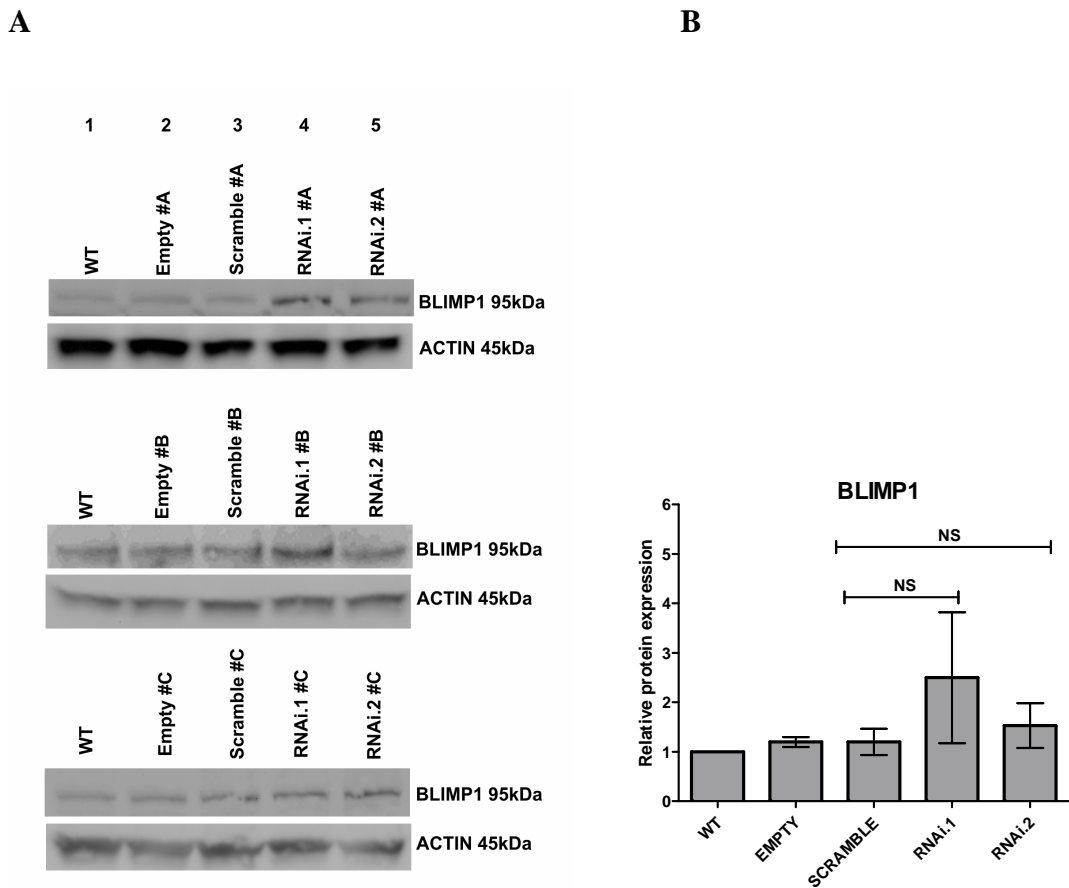 A
B
1 2 3 4 5
WT
Empty #A
Scramble #A
RNAi.1 #A
RNAi.2 #A
BLIMP1 95kDa
ACTIN 45kDa
WT
Empty #B
Scramble #B
RNAi.1 #B
RNAi.2 #B
BLIMP1 95kDa
ACTIN 45kDa
WT
Empty #C
Scramble #C
RNAi.1 #C
RNAi.2 #C
BLIMP1 95kDa
ACTIN 45kDa
BLIMP1
Relative protein expression
6
5
4
3
2
1
0
NS
NS
WT
EMPTY
SCRAMBLE
RNAi.1
RNAi.2